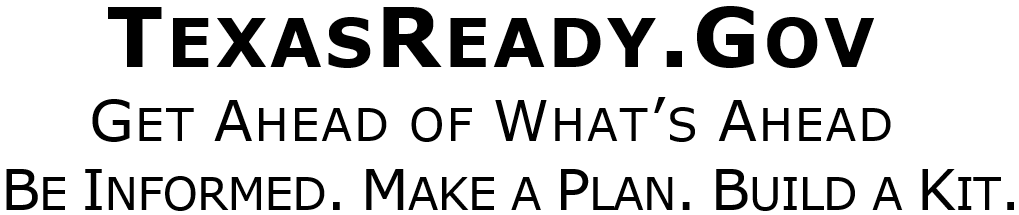 TexasReady.Gov
Get Ahead of What’s Ahead
Be Informed. Make a Plan. Build a Kit.